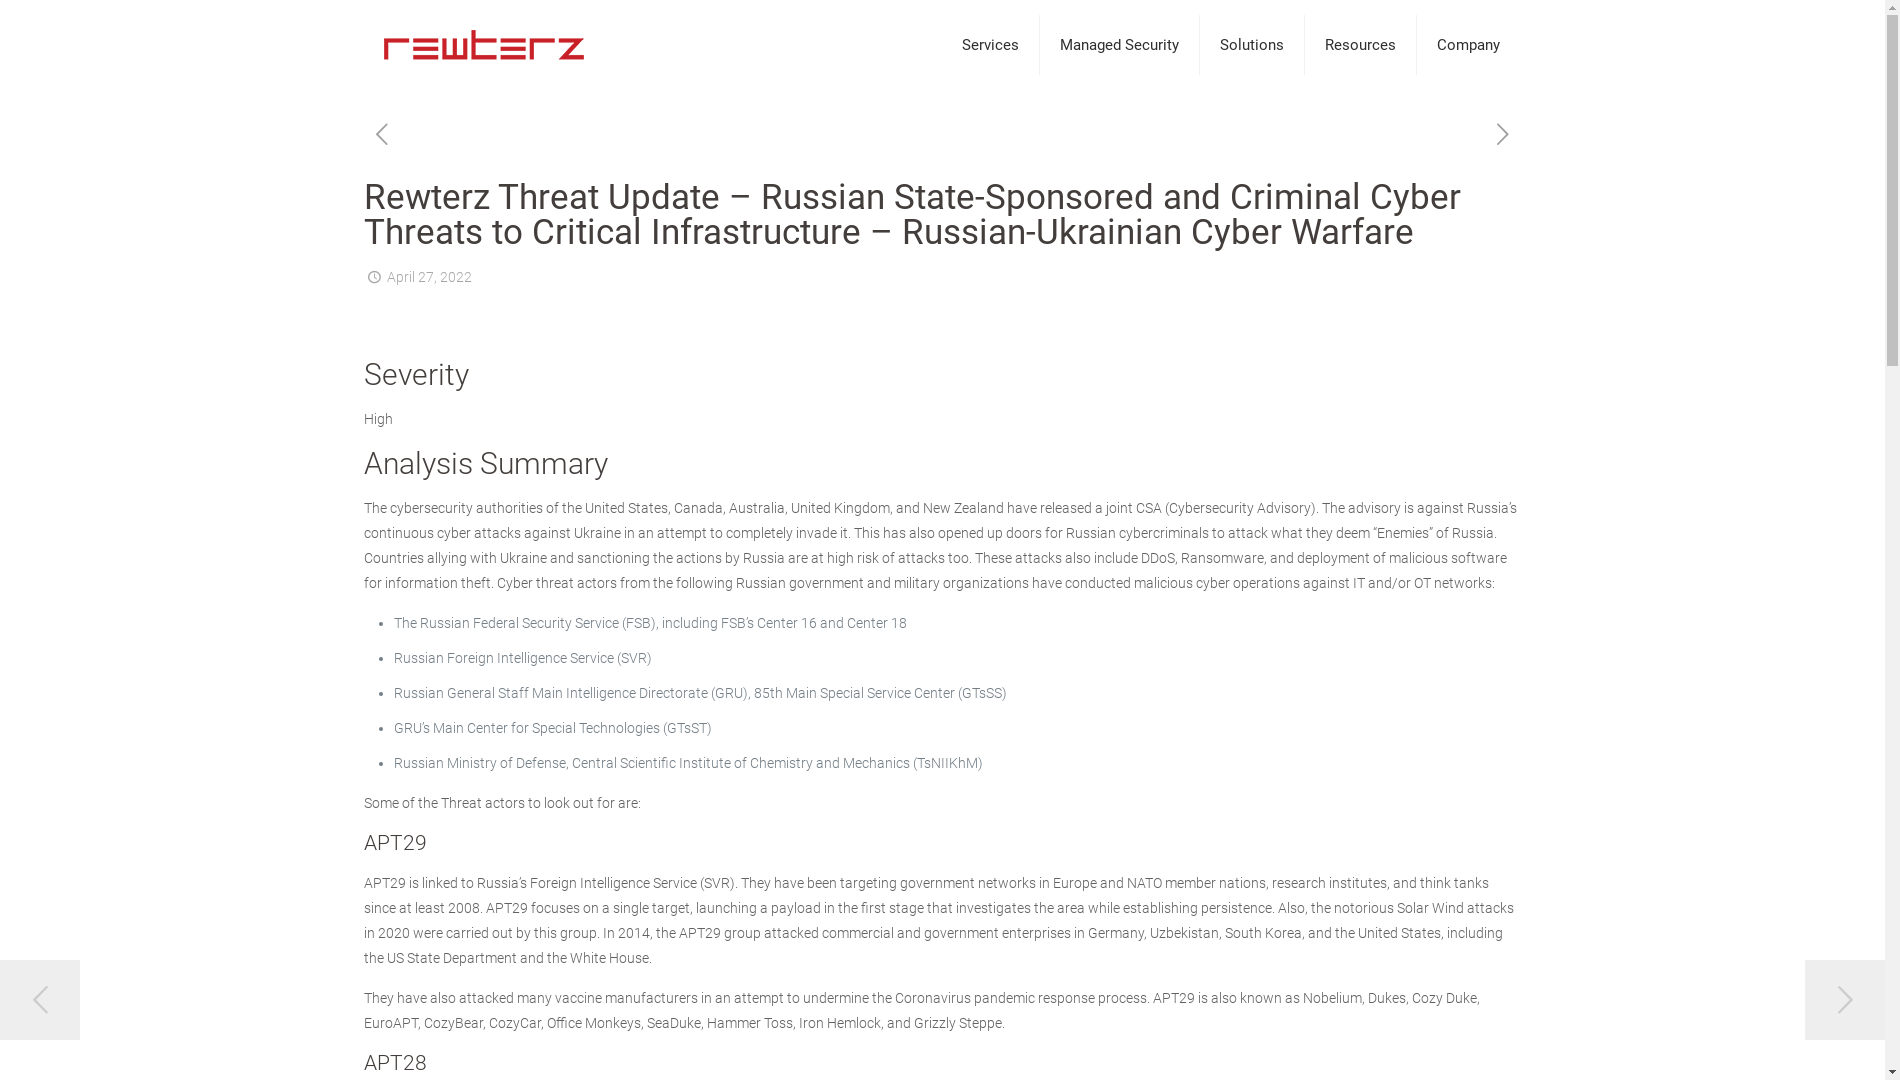 rewterz
Services
Managed Security
Solutions
Resources
Company
Rewterz Threat Update – Russian State-Sponsored and Criminal Cyber
Threats to Critical Infrastructure – Russian-Ukrainian Cyber Warfare
April 27, 2022
Severity
High
Analysis Summary
The cybersecurity authorities of the United States, Canada, Australia, United Kingdom, and New Zealand have released a joint CSA (Cybersecurity Advisory). The advisory is against Russia’s
continuous cyber attacks against Ukraine in an attempt to completely invade it. This has also opened up doors for Russian cybercriminals to attack what they deem “Enemies” of Russia.
Countries allying with Ukraine and sanctioning the actions by Russia are at high risk of attacks too. These attacks also include DDoS, Ransomware, and deployment of malicious software
for information theft. Cyber threat actors from the following Russian government and military organizations have conducted malicious cyber operations against IT and/or OT networks:
• The Russian Federal Security Service (FSB), including FSB’s Center 16 and Center 18
• Russian Foreign Intelligence Service (SVR)
• Russian General Staff Main Intelligence Directorate (GRU), 85th Main Special Service Center (GTsSS)
• GRU’s Main Center for Special Technologies (GTsST)
• Russian Ministry of Defense, Central Scientific Institute of Chemistry and Mechanics (TsNIIKhM)
Some of the Threat actors to look out for are:
APT29
APT29 is linked to Russia’s Foreign Intelligence Service (SVR). They have been targeting government networks in Europe and NATO member nations, research institutes, and think tanks
since at least 2008. APT29 focuses on a single target, launching a payload in the first stage that investigates the area while establishing persistence. Also, the notorious Solar Wind attacks
in 2020 were carried out by this group. In 2014, the APT29 group attacked commercial and government enterprises in Germany, Uzbekistan, South Korea, and the United States, including
the US State Department and the White House.
They have also attacked many vaccine manufacturers in an attempt to undermine the Coronavirus pandemic response process. APT29 is also known as Nobelium, Dukes, Cozy Duke,
EuroAPT, CozyBear, CozyCar, Office Monkeys, SeaDuke, Hammer Toss, Iron Hemlock, and Grizzly Steppe.
APT28